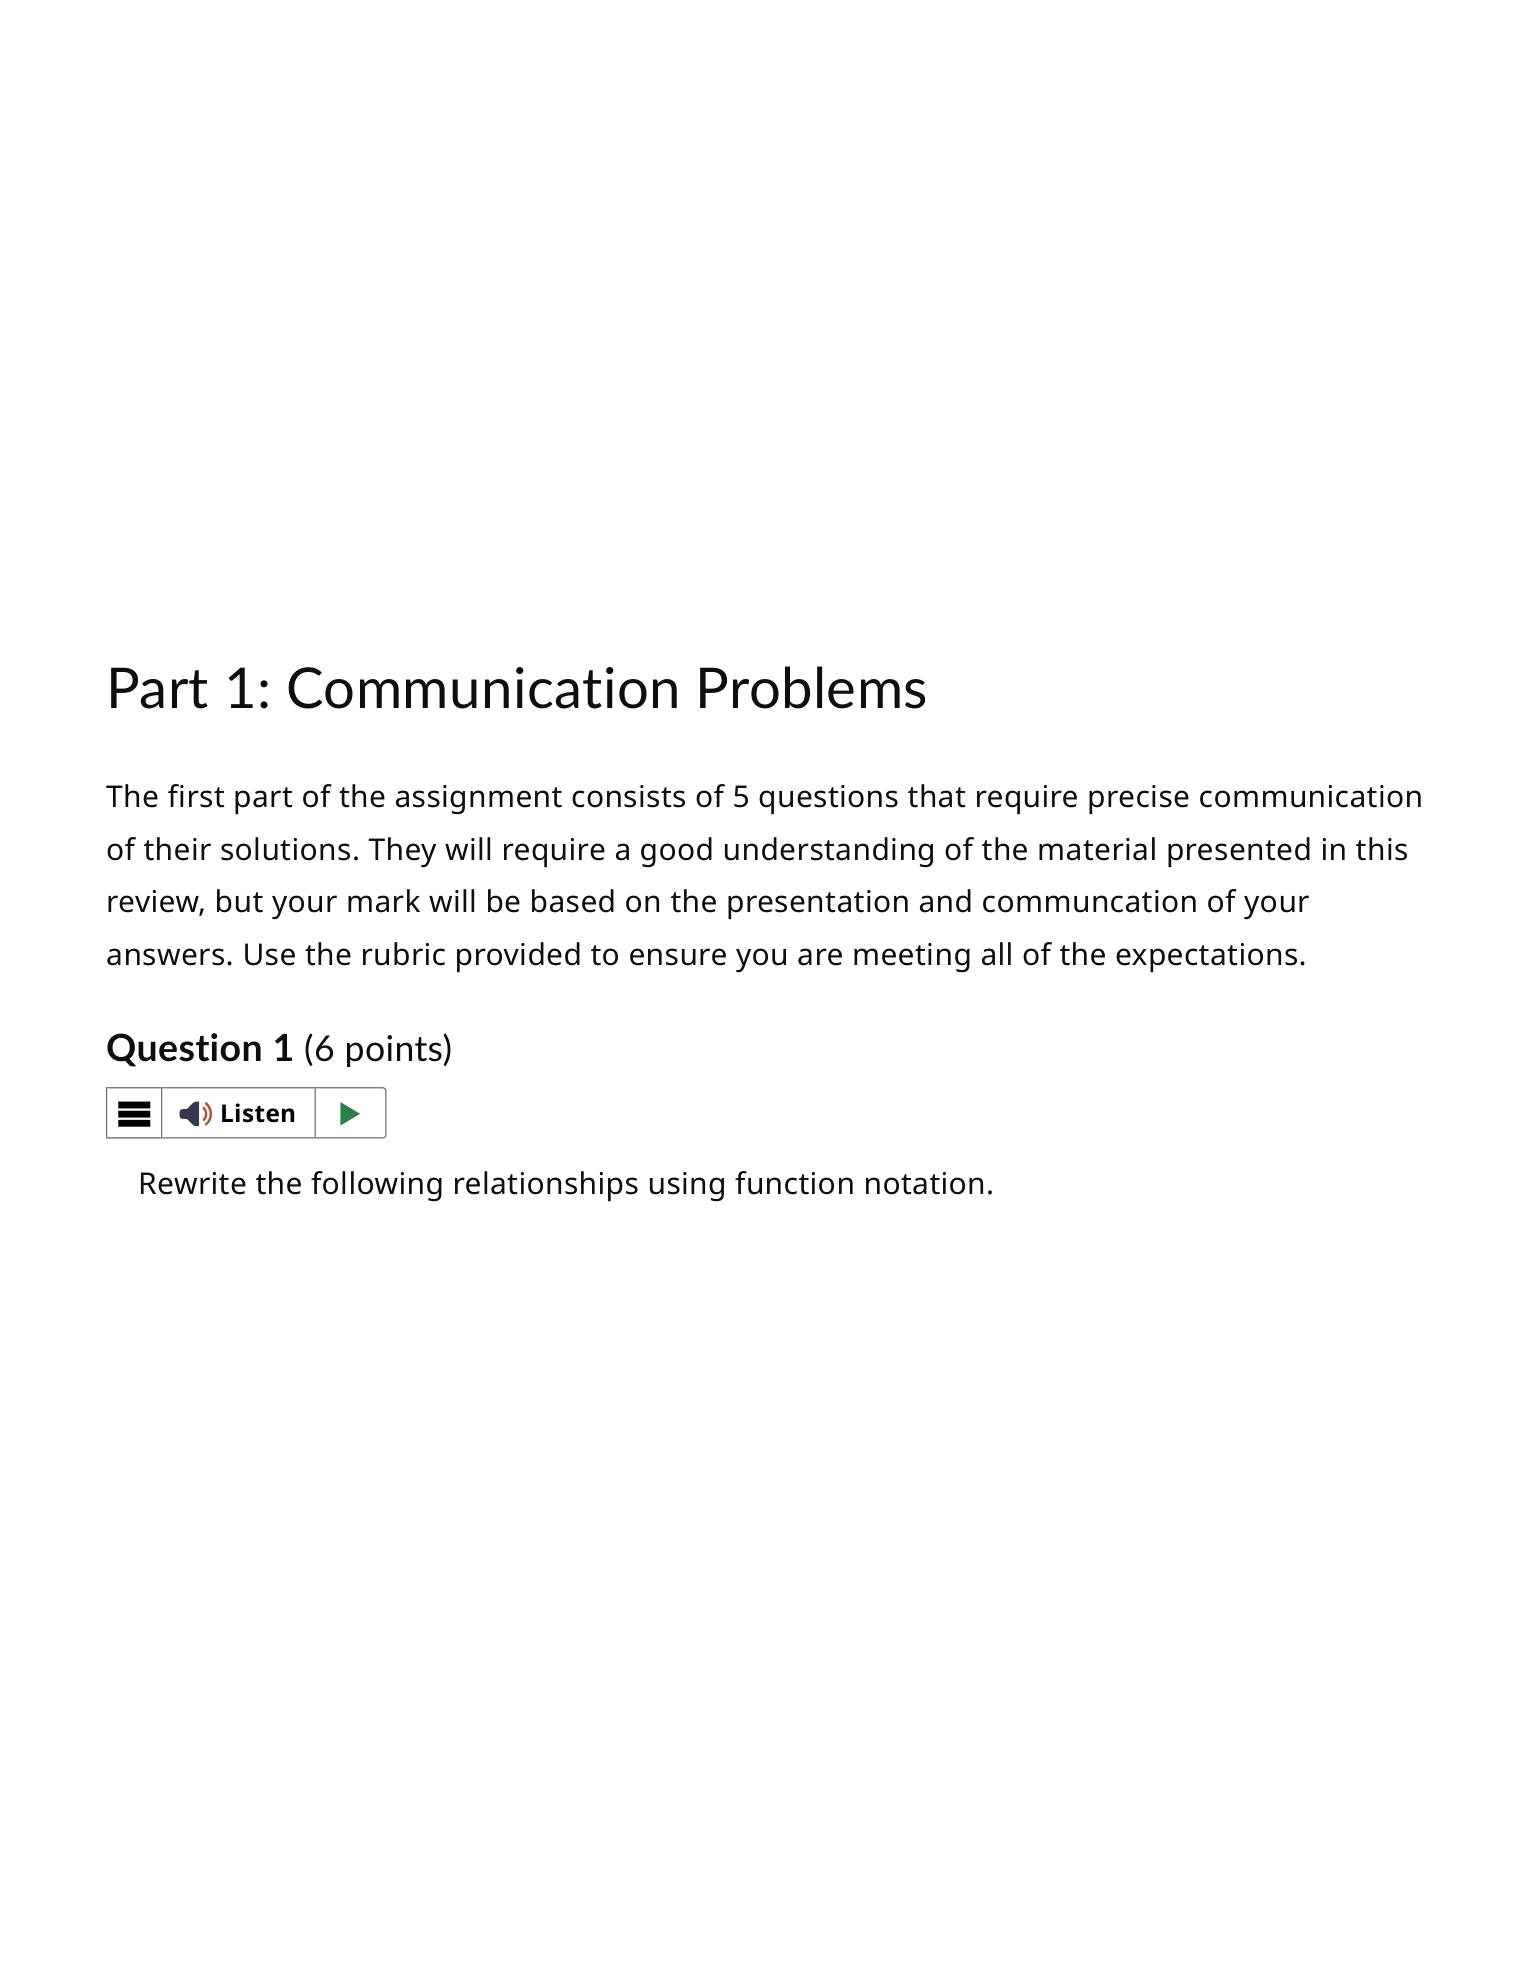 Part 1: Communication Problems
The first part of the assignment consists of 5 questions that require precise communication
of their solutions. They will require a good understanding of the material presented in this
review, but your mark will be based on the presentation and communcation of your
answers. Use the rubric provided to ensure you are meeting all of the expectations.
Question 1 (6 points)
Listen
Rewrite the following relationships using function notation.